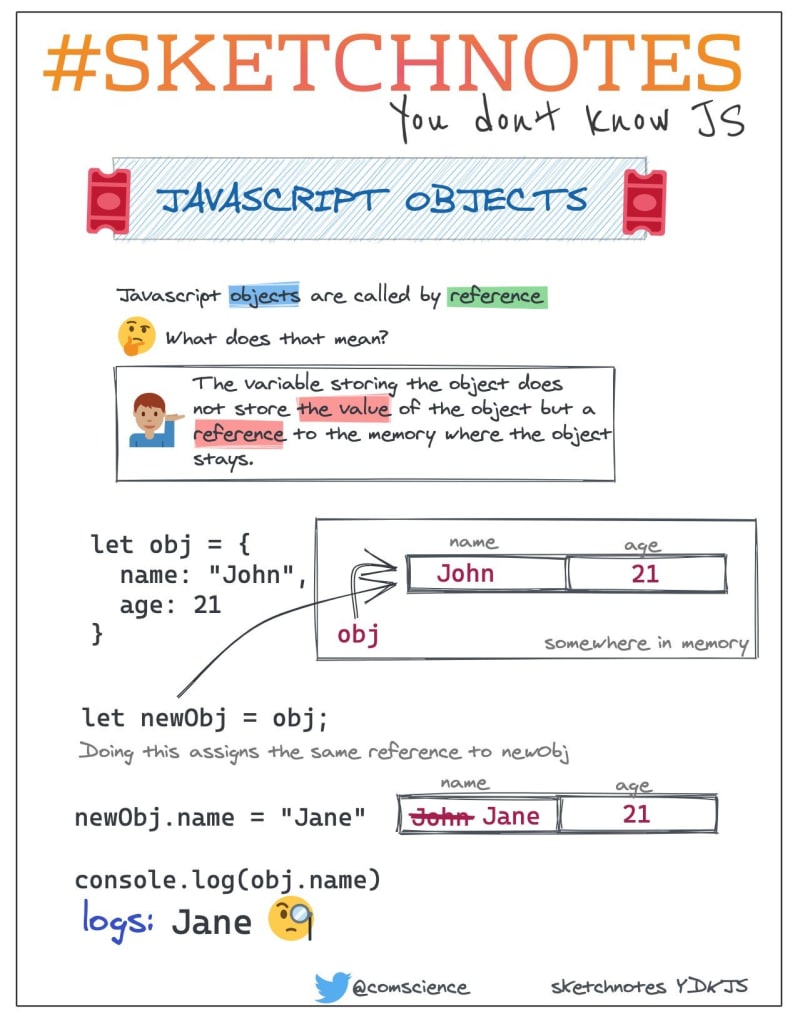 #SKETCHNOTES
You don't know JS
JAVASCRIPT OBJECTS
Javascript objects are called by reference
What does that mean?
The variable storing the object does
not store the value of the object but a
reference to the memory where the object
stays.
let obj = {
name: "John",
age: 21
}
name age
John 21
obj
somewhere in memory
let newObj = obj;
Doing this assigns the same reference to newObj
name age
newObj.name = "Jane"
John Jane 21
console.log(obj.name)
logs: Jane
@comscience
sketchnotes YDKJS